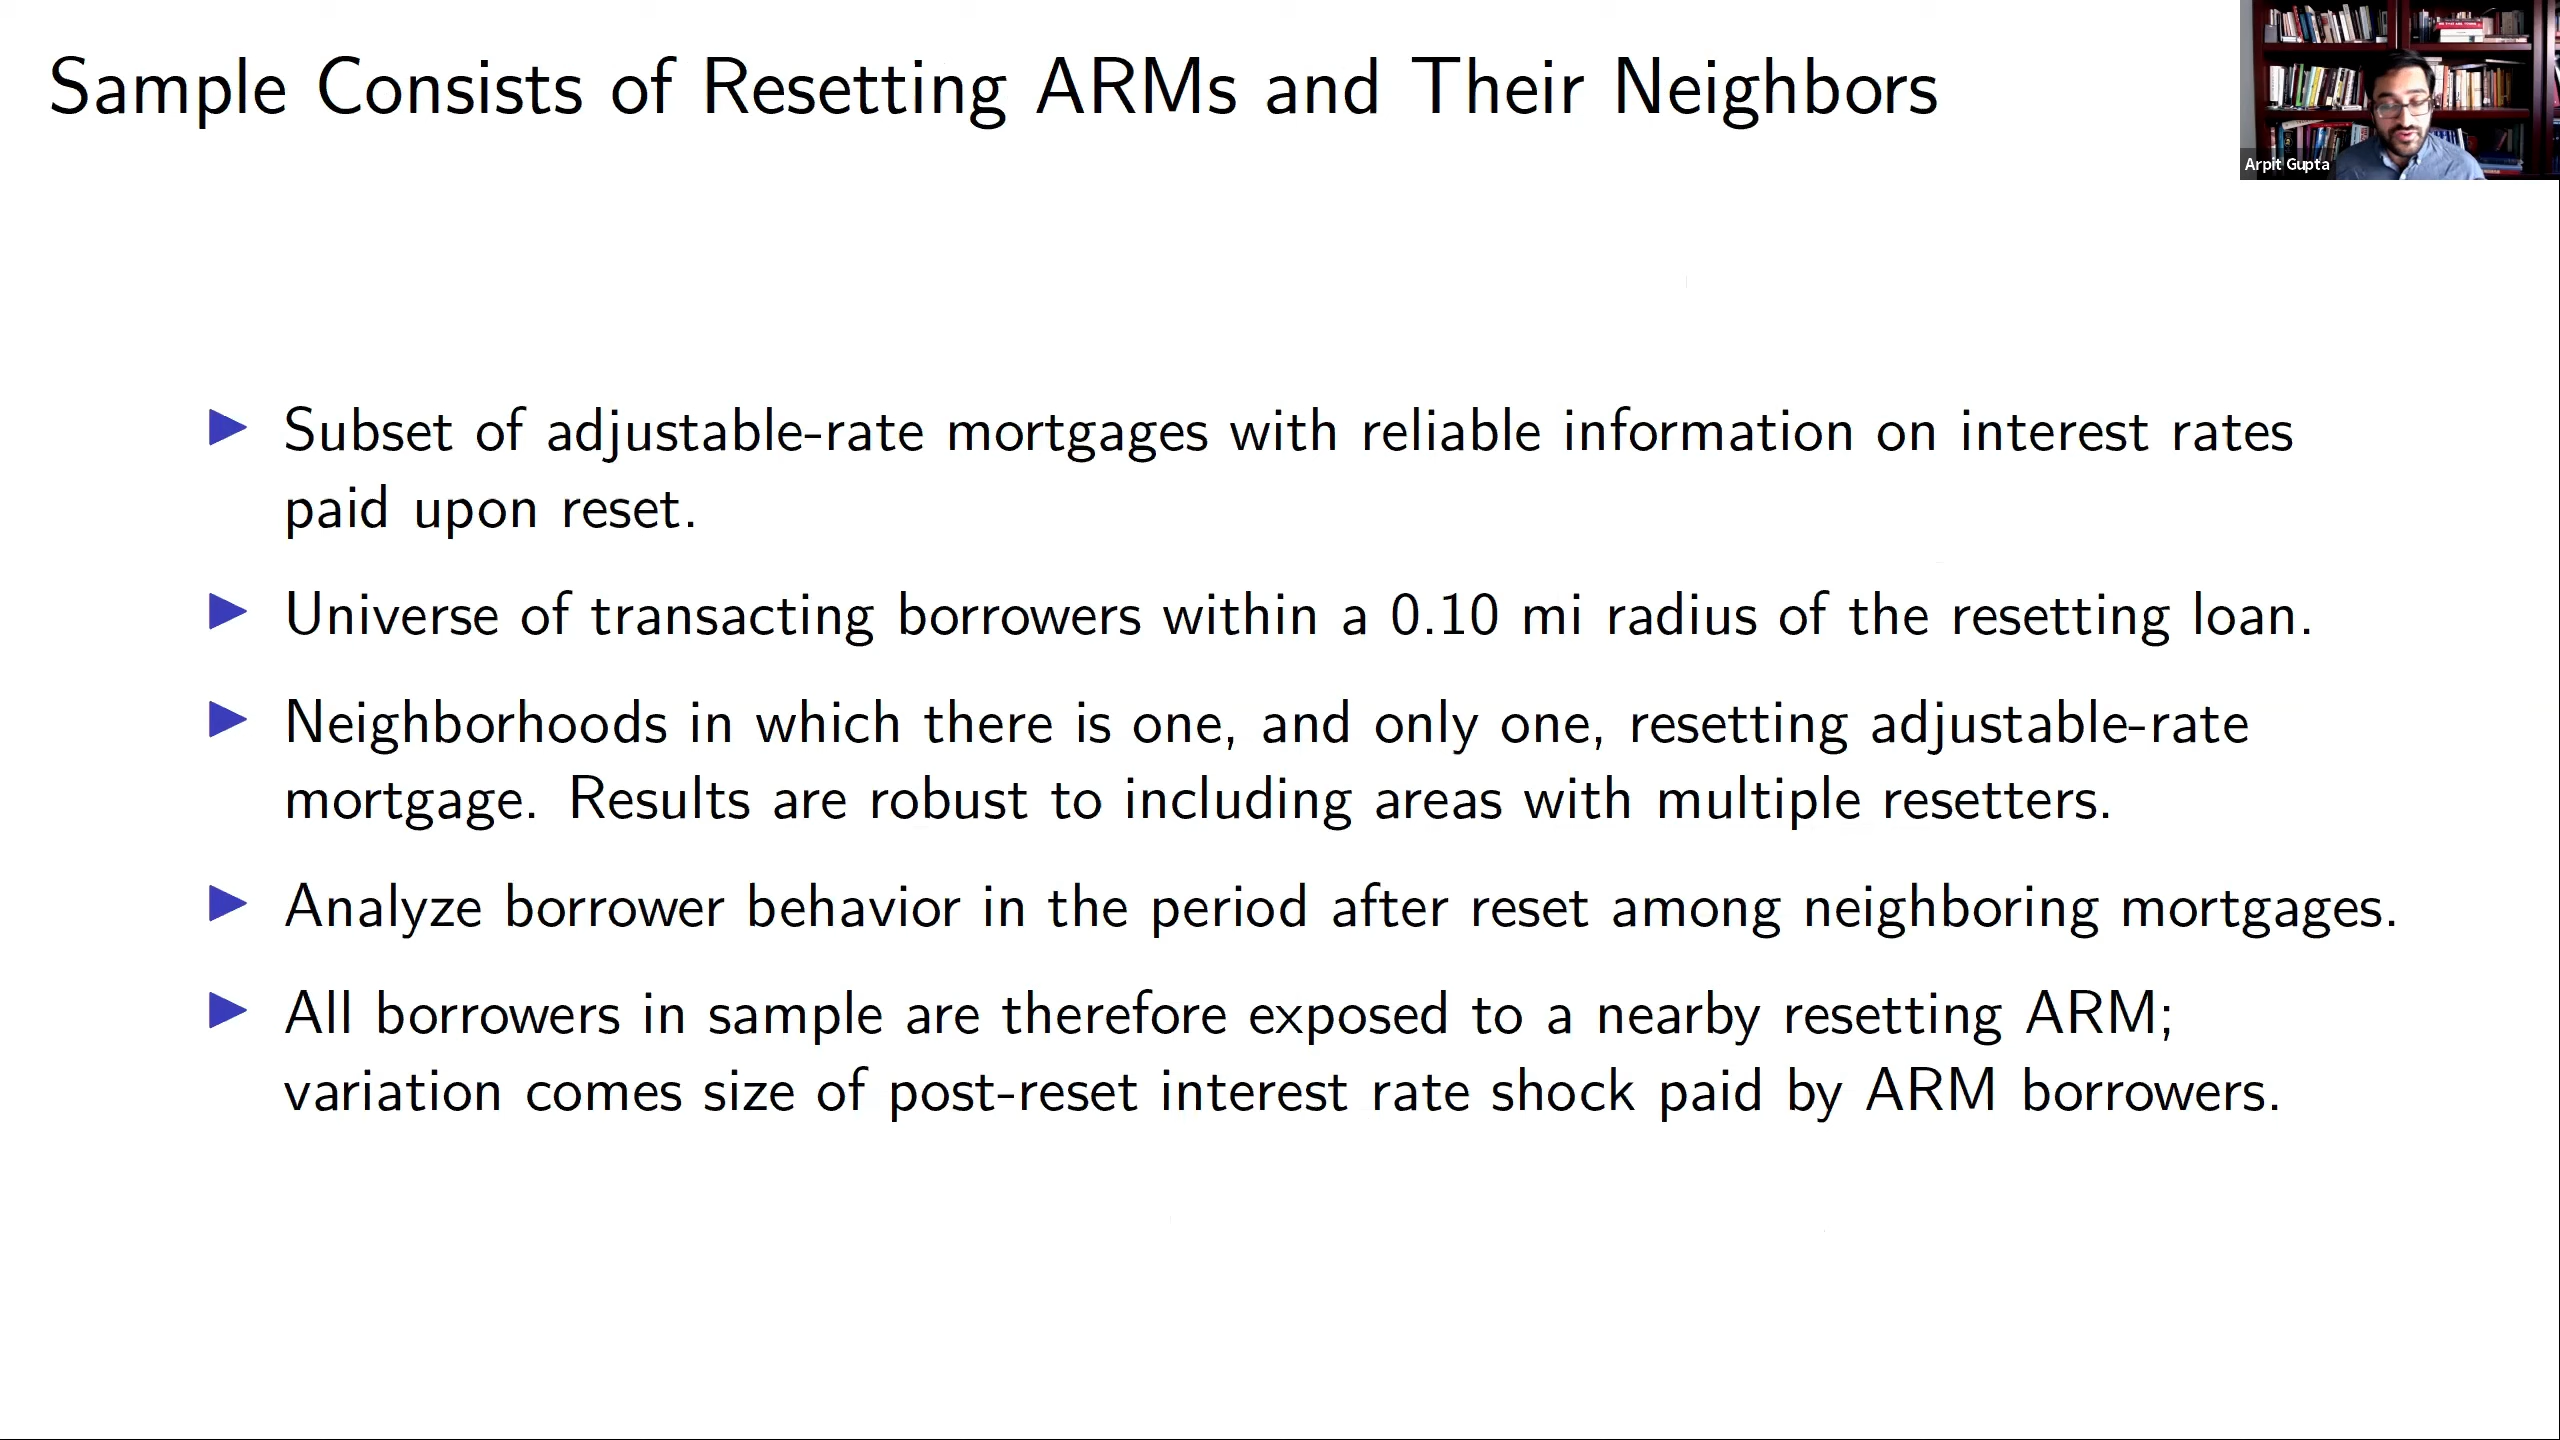 Sample Consists of Resetting ARMs and Their Neighbors
Arpit Gupta
Subset of adjustable-rate mortgages with reliable information on interest rates
paid upon reset.
Universe of transacting borrowers within a 0.10 mi radius of the resetting loan.
Neighborhoods in which there is one, and only one, resetting adjustable-rate
mortgage. Results are robust to including areas with multiple resetters.
Analyze borrower behavior in the period after reset among neighboring mortgages.
All borrowers in sample are therefore exposed to a nearby resetting ARM;
variation comes size of post-reset interest rate shock paid by ARM borrowers.